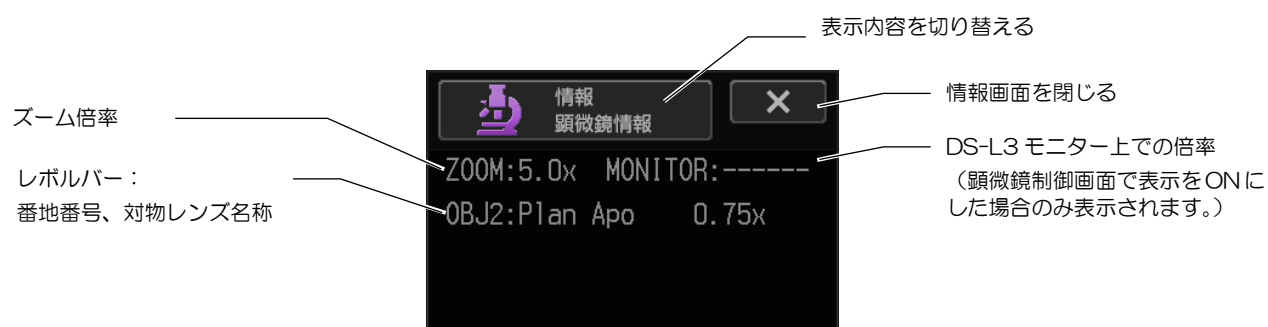 表示内容を切り替える
情報
顕微鏡情報
×
情報画面を閉じる
ズーム倍率
ZOOM:5.0x MONITOR:------
DS-L3 モニター上での倍率
（顕微鏡制御画面で表示をONに
した場合のみ表示されます。）
レボルバー：
番地番号、対物レンズ名称
OBJ2:Plan Apo 0.75x